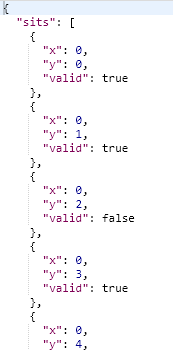 {
  "sits": [
    {
      "x": 0,
      "y": 0,
      "valid": true
    },
    {
      "x": 0,
      "y": 1,
      "valid": true
    },
    {
      "x": 0,
      "y": 2,
      "valid": false
    },
    {
      "x": 0,
      "y": 3,
      "valid": true
    },
    {
      "x": 0,
      "y": 4,